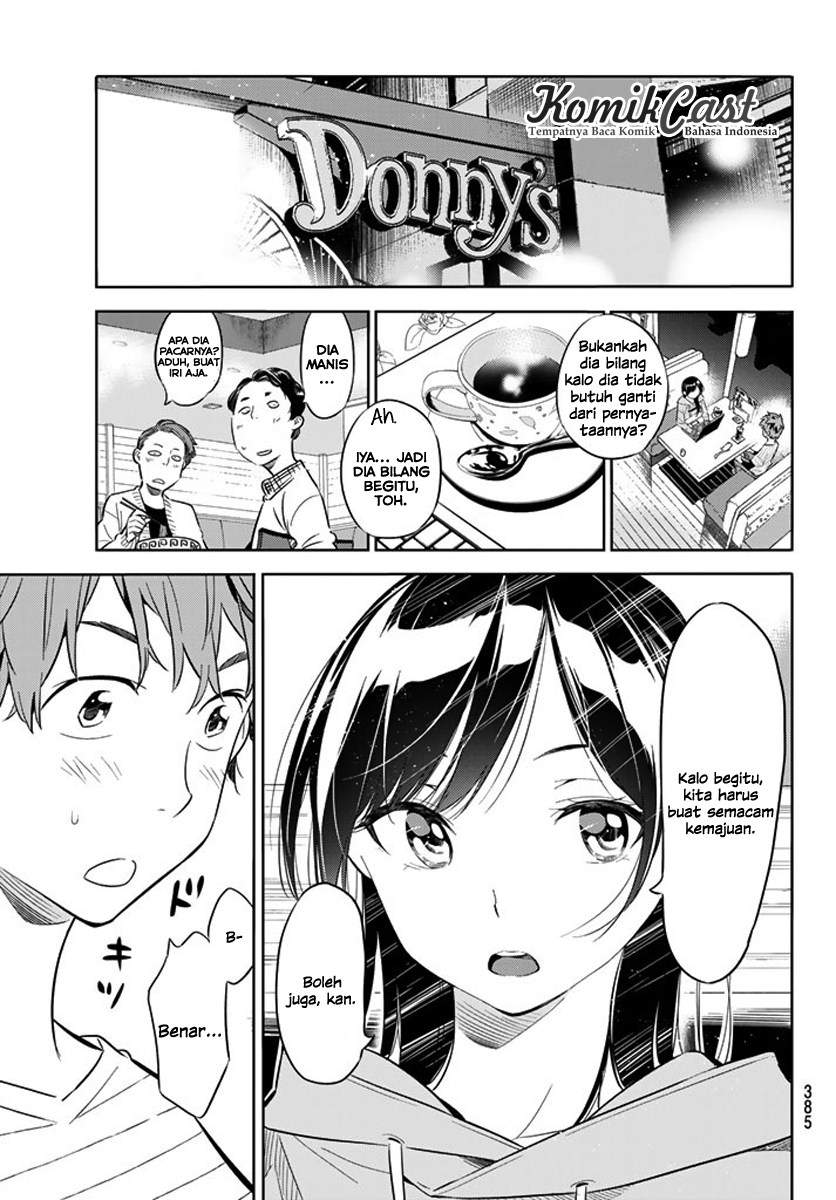 KomikCast
Tempatnya Baca Komik Bahasa Indonesia
Donny's
Bukankah
dia bilang
kalo dia tidak
butuh ganti
dari pernya-
taannya?
Ah.
IYA... JADI
DIA BILANG
BEGITU,
TOH.
DIA
MANIS
...
APA DIA
PACARNYA?
ADUH, BUAT
IRI AJA.
Kalo begitu,
kita harus
buat semacam
kemajuan.
Boleh
juga, kan.
B-
Benar...
ドキッ
385